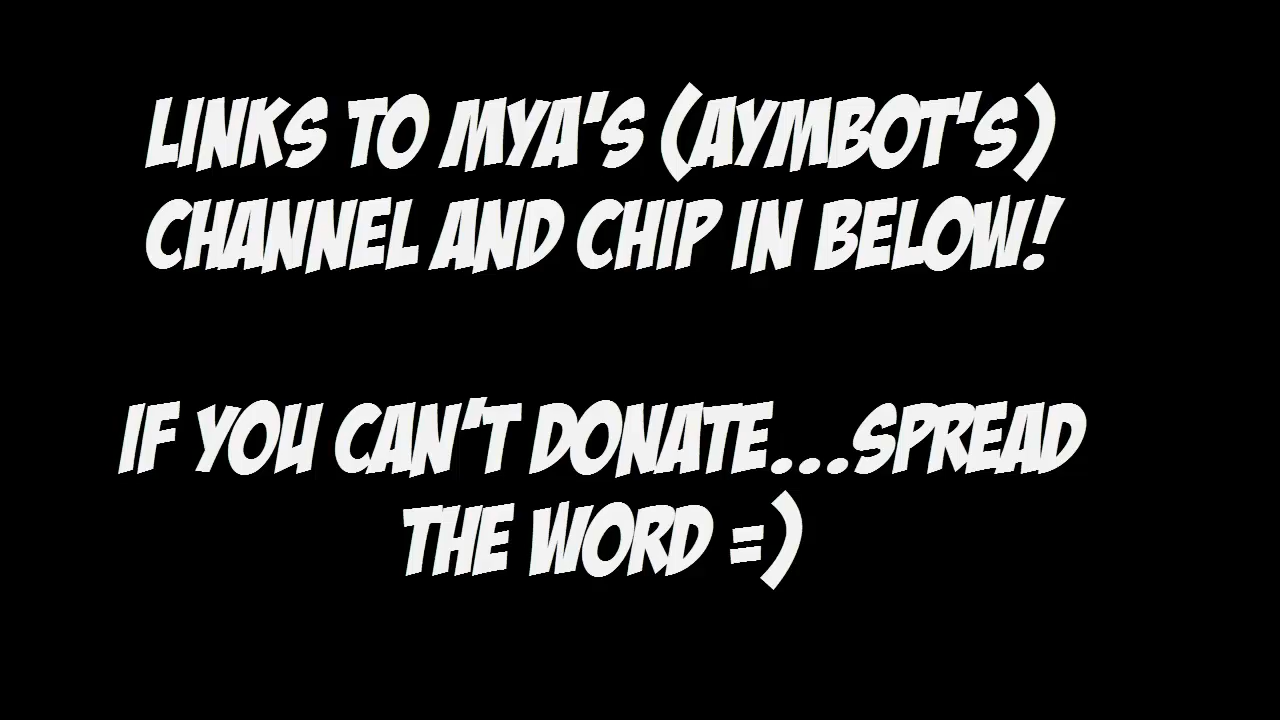 LINKS TO MYA'S (AYMBOT'S)
CHANNEL AND CHIP IN BELOW!
IF YOU CAN'T DONATE...SPREAD
THE WORD =)